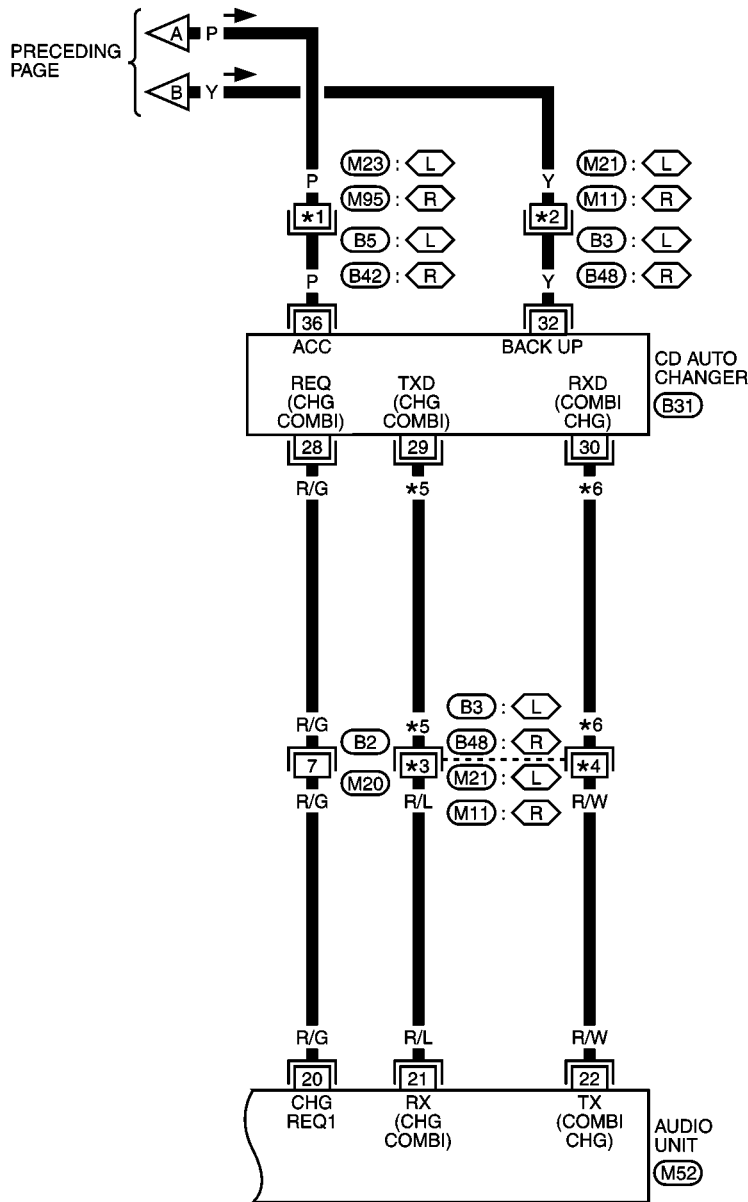 PRECEDING
PAGE
A P
B Y
P
★1
P
M23 : L
M95 : R
B5 : L
B42 : R
Y
★2
Y
M21 : L
M11 : R
B3 : L
B48 : R
36
32
ACC
BACK UP
REQ
(CHG
COMBI)
TXD
(CHG
COMBI)
RXD
(COMBI
CHG)
CD AUTO
CHANGER
B31
28
29
30
R/G
★5
★6
R/G
★5
★6
B2
M20
B3 : L
B48 : R
M21 : L
M11 : R
7
★3
★4
R/G
R/L
R/W
R/G
R/L
R/W
20
21
22
CHG
REQ1
RX
(CHG
COMBI)
TX
(COMBI
CHG)
AUDIO
UNIT
M52